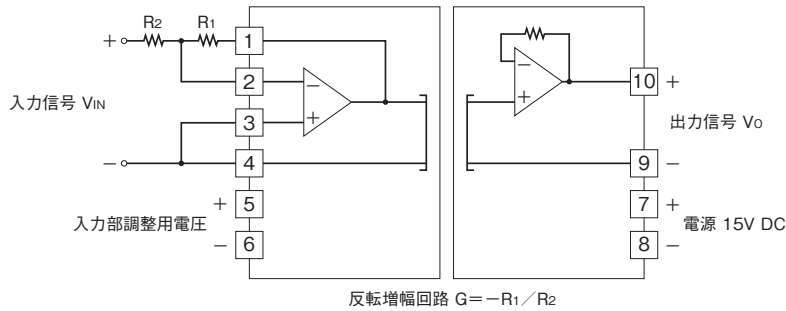 R2 R1
+ 1
2 −
入力信号 VIN
3 +
− 4
+ 5
入力部調整用電圧
− 6
−
+ 10 +
出力信号 VO
9 −
7 +
電源 15V DC
8 −
反転増幅回路 G=−R1/R2